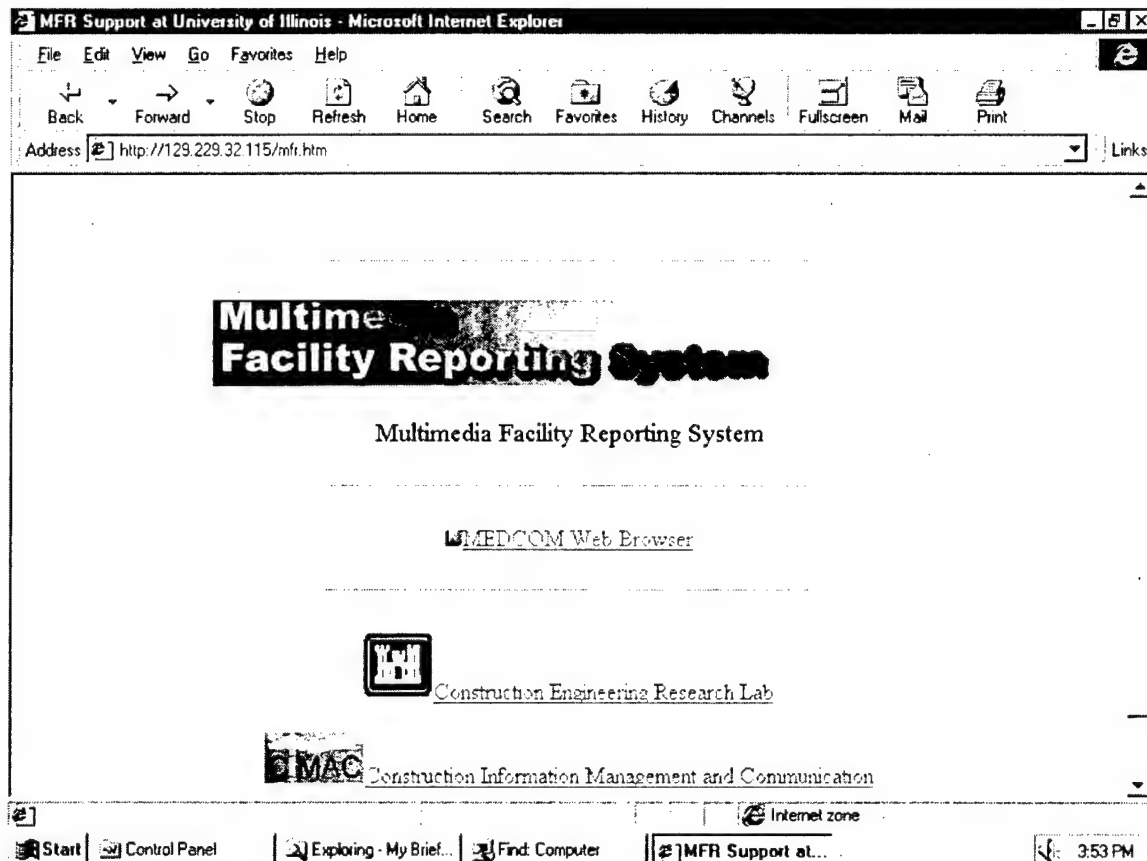 MFR Support at University of Illinois - Microsoft Internet Explorer
File Edit View Go Favorites Help
Back Forward Stop Refresh Home Search Favorites History Channels Fullscreen Mail Print
Address http://129.229.32.115/mfr.htm Links
Multime
Facility Reporting System
Multimedia Facility Reporting System
MEDCOM Web Browser
Construction Engineering Research Lab
CIMAC Construction Information Management and Communication
Internet zone
Start Control Panel Exploring - My Brief... Find: Computer MFR Support at... 3:53 PM